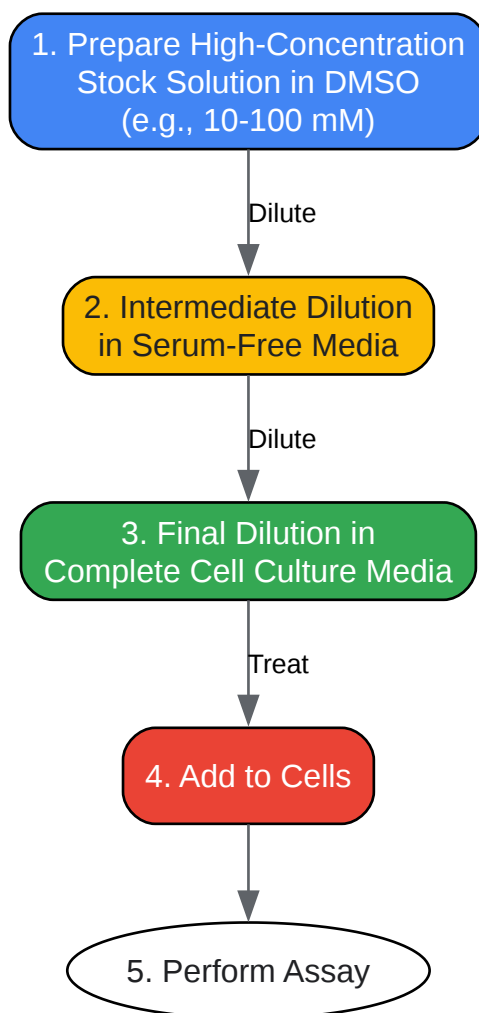 1. Prepare High-Concentration
Stock Solution in DMSO
(e.g., 10-100 mM)
Dilute
2. Intermediate Dilution
in Serum-Free Media
Dilute
3. Final Dilution in
Complete Cell Culture Media
Treat
4. Add to Cells
5. Perform Assay